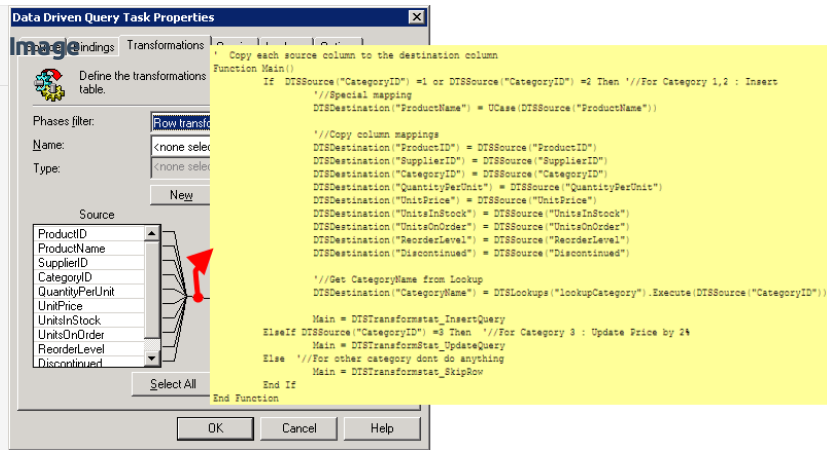 Data Driven Query Task Properties
Image
Bindings Transformations
Define the transformations
table.
Phases filter:
Row transfo
Name:
<none selec
Type:
<none selec
New
Source
ProductID
ProductName
SupplierID
CategoryID
QuantityPerUnit
UnitPrice
UnitsInStock
UnitsOnOrder
ReorderLevel
Discontinued
Select All
OK Cancel Help
' Copy each source column to the destination column
Function Main()
If DTSSource("CategoryID") =1 or DTSSource("CategoryID") =2 Then '//For Category 1,2 : Insert
'//Special mapping
DTSDestination("ProductName") = UCase(DTSSource("ProductName"))
'//Copy column mappings
DTSDestination("ProductID") = DTSSource("ProductID")
DTSDestination("SupplierID") = DTSSource("SupplierID")
DTSDestination("CategoryID") = DTSSource("CategoryID")
DTSDestination("QuantityPerUnit") = DTSSource("QuantityPerUnit")
DTSDestination("UnitPrice") = DTSSource("UnitPrice")
DTSDestination("UnitsInStock") = DTSSource("UnitsInStock")
DTSDestination("UnitsOnOrder") = DTSSource("UnitsOnOrder")
DTSDestination("ReorderLevel") = DTSSource("ReorderLevel")
DTSDestination("Discontinued") = DTSSource("Discontinued")
'//Get CategoryName from Lookup
DTSDestination("CategoryName") = DTSLookups("lookupCategory").Execute(DTSSource("CategoryID"))
Main = DTSTransformstat_InsertQuery
ElseIf DTSSource("CategoryID") =3 Then '//For Category 3 : Update Price by 2%
Main = DTSTransformStat_UpdateQuery
Else '//For other category dont do anything
Main = DTSTransformstat_SkipRow
End If
End Function